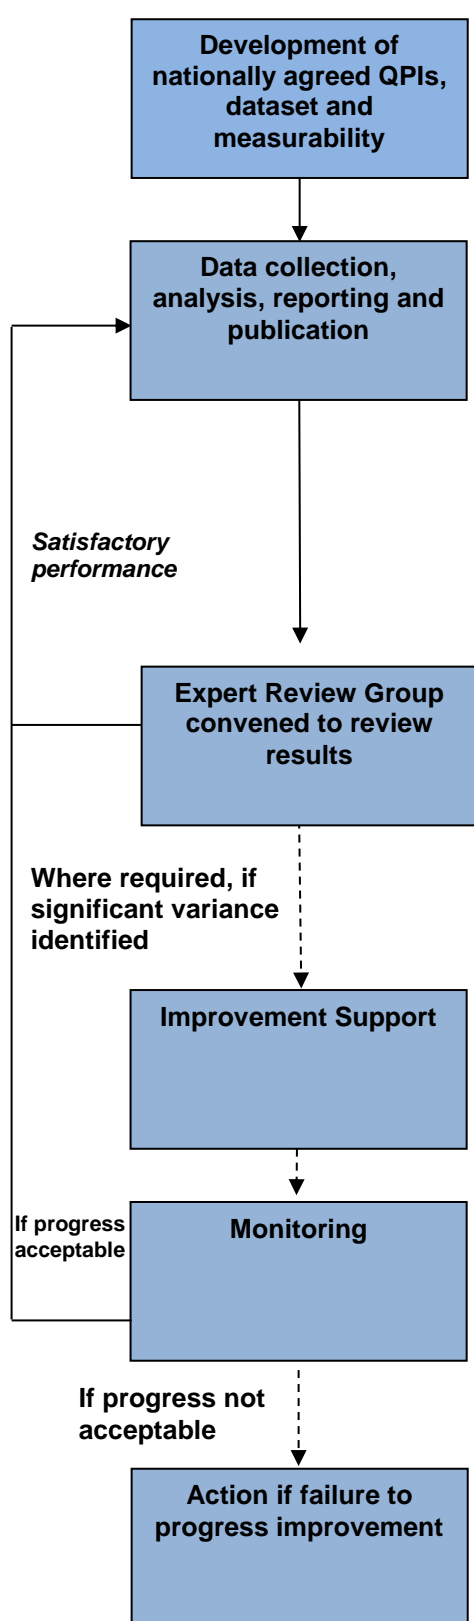 Development of
nationally agreed QPIs,
dataset and
measurability
Data collection,
analysis, reporting and
publication
Satisfactory
performance
Expert Review Group
convened to review
results
Where required, if
significant variance
identified
Improvement Support
If progress
acceptable
Monitoring
If progress not
acceptable
Action if failure to
progress improvement